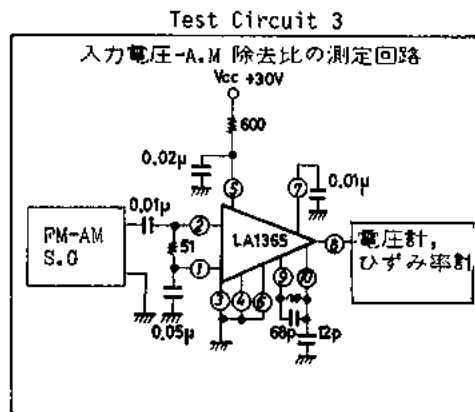 Test Circuit 3
入力電圧-A.M 除去比の測定回路
Vcc +30V
600
0.02μ
5
7
0.01μ
0.01μ
2
FM-AM
S.G
51
LA1365
8
電圧計,
ひずみ率計
1
9
10
3
4
6
0.05μ
68p
12p